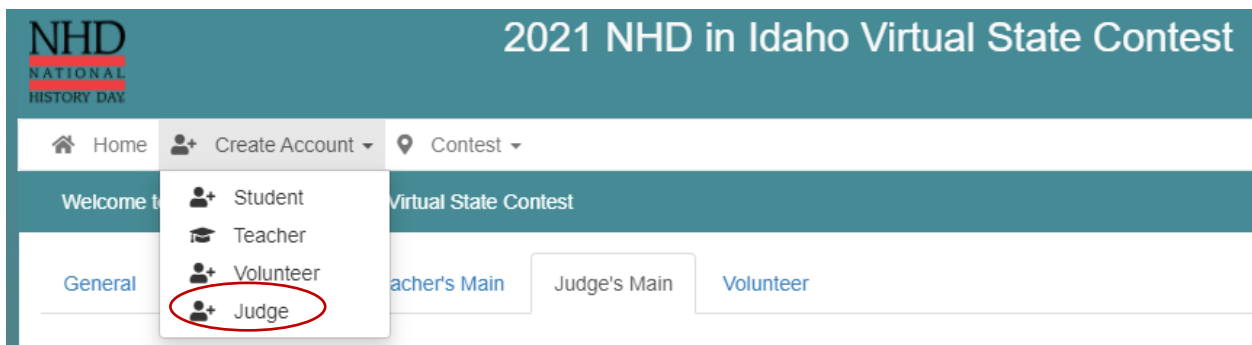 NHD
NATIONAL
HISTORY DAY
2021 NHD in Idaho Virtual State Contest
Home Create Account Contest
Welcome t Virtual State Contest
Student
Teacher
Volunteer
Judge
General acher's Main Judge's Main Volunteer